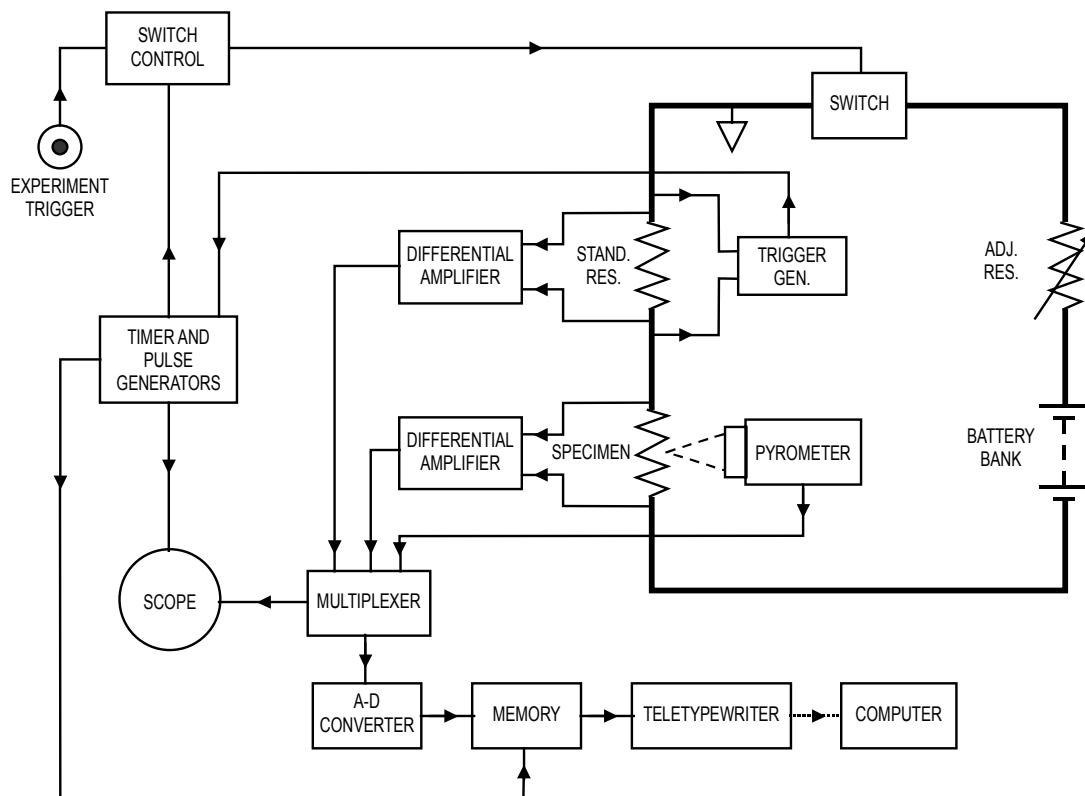 SWITCH
CONTROL
SWITCH
EXPERIMENT
TRIGGER
DIFFERENTIAL
AMPLIFIER
STAND.
RES.
TRIGGER
GEN.
ADJ.
RES.
TIMER AND
PULSE
GENERATORS
DIFFERENTIAL
AMPLIFIER
SPECIMEN
PYROMETER
BATTERY
BANK
SCOPE
MULTIPLEXER
A-D
CONVERTER
MEMORY
TELETYPEWRITER
COMPUTER